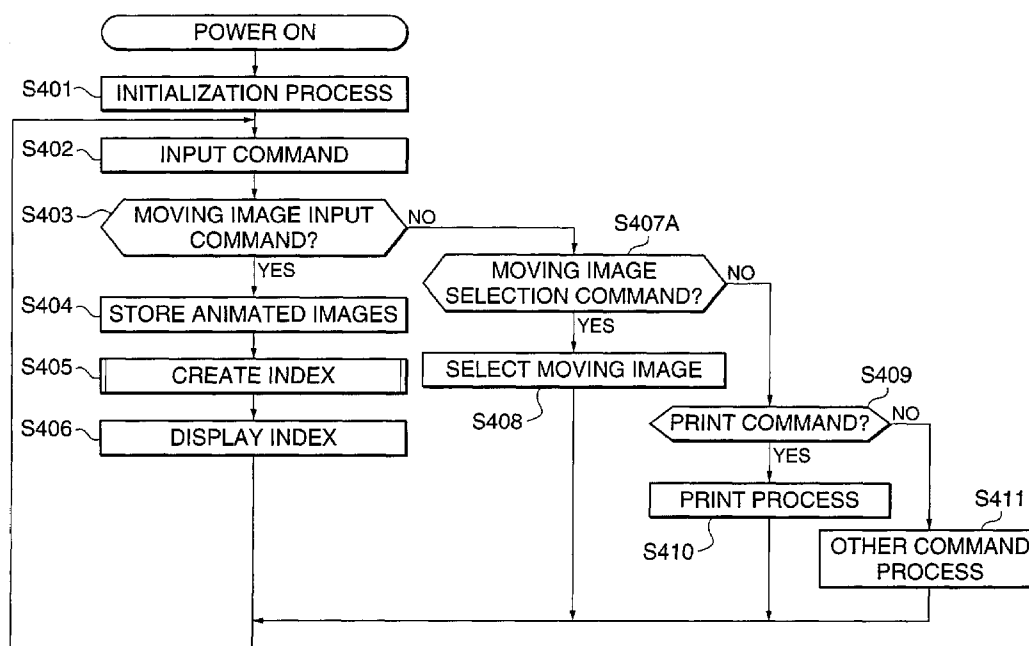 POWER ON
S401
INITIALIZATION PROCESS
S402
INPUT COMMAND
S403
MOVING IMAGE INPUT
COMMAND?
NO
YES
S407A
MOVING IMAGE
SELECTION COMMAND?
NO
YES
S404
STORE ANIMATED IMAGES
S405
CREATE INDEX
SELECT MOVING IMAGE
S408
S406
DISPLAY INDEX
S409
PRINT COMMAND?
NO
YES
PRINT PROCESS
S410
S411
OTHER COMMAND
PROCESS